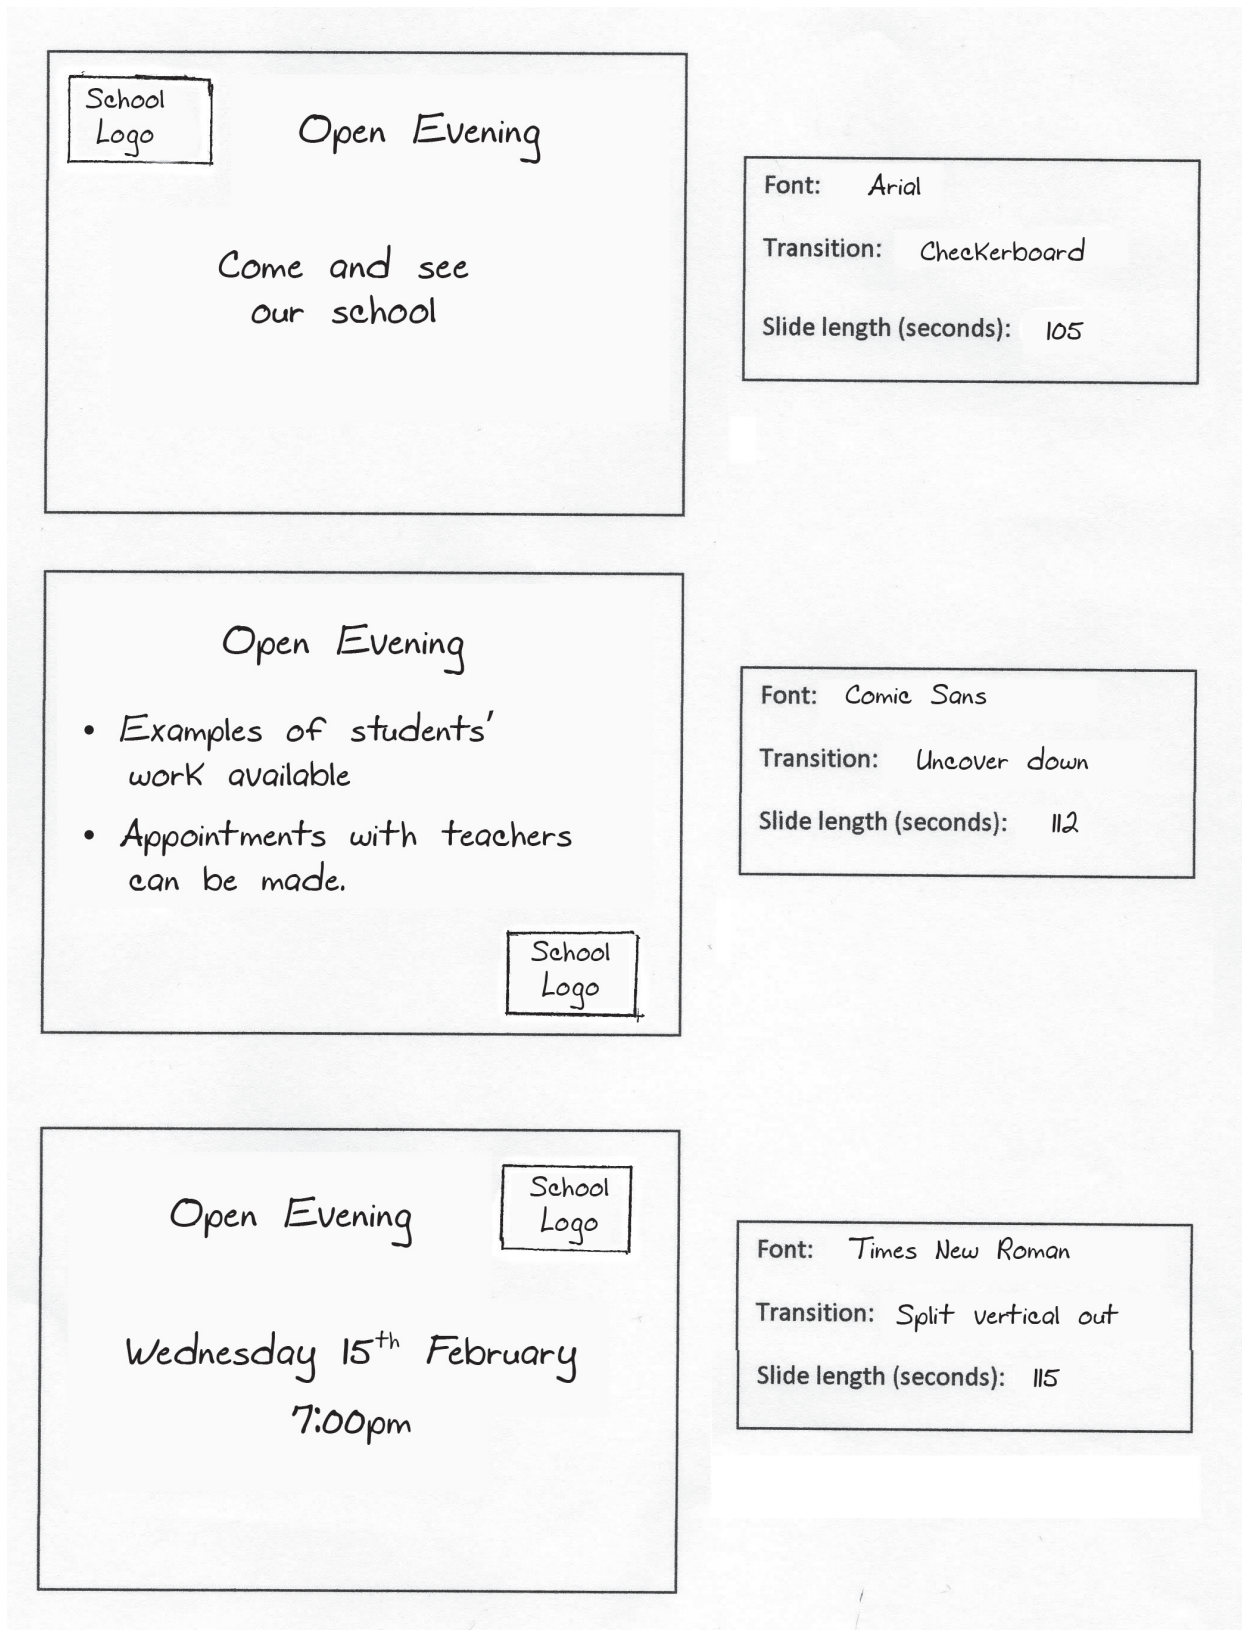 School
Logo
Open Evening
Come and see
our school
Font: Arial
Transition: Checkerboard
Slide length (seconds): 105
Open Evening
• Examples of students'
work available
• Appointments with teachers
can be made.
School
Logo
Font: Comic Sans
Transition: Uncover down
Slide length (seconds): 112
Open Evening
School
Logo
Wednesday 15th February
7:00pm
Font: Times New Roman
Transition: Split vertical out
Slide length (seconds): 115